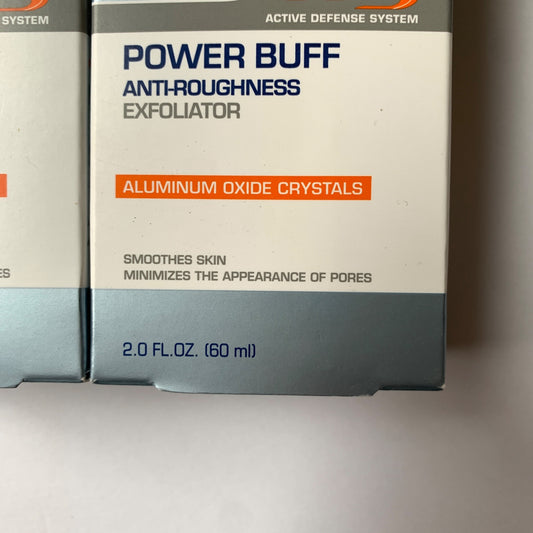 SYSTEM
ACTIVE DEFENSE SYSTEM
POWER BUFF
ANTI-ROUGHNESS
EXFOLIATOR
ALUMINUM OXIDE CRYSTALS
SMOOTHES SKIN
MINIMIZES THE APPEARANCE OF PORES
2.0 FL.OZ. (60 ml)